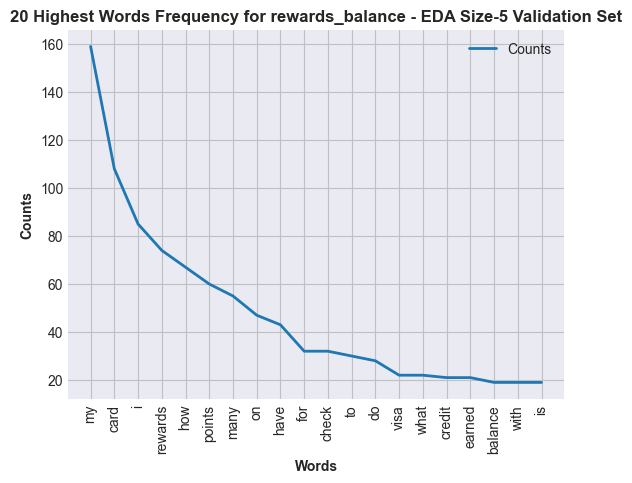 20 Highest Words Frequency for rewards_balance - EDA Size-5 Validation Set
Counts
160
140
120
100
80
60
40
20
Counts
my
card
i
rewards
how
points
many
on
have
for
check
to
do
visa
what
credit
earned
balance
with
is
Words